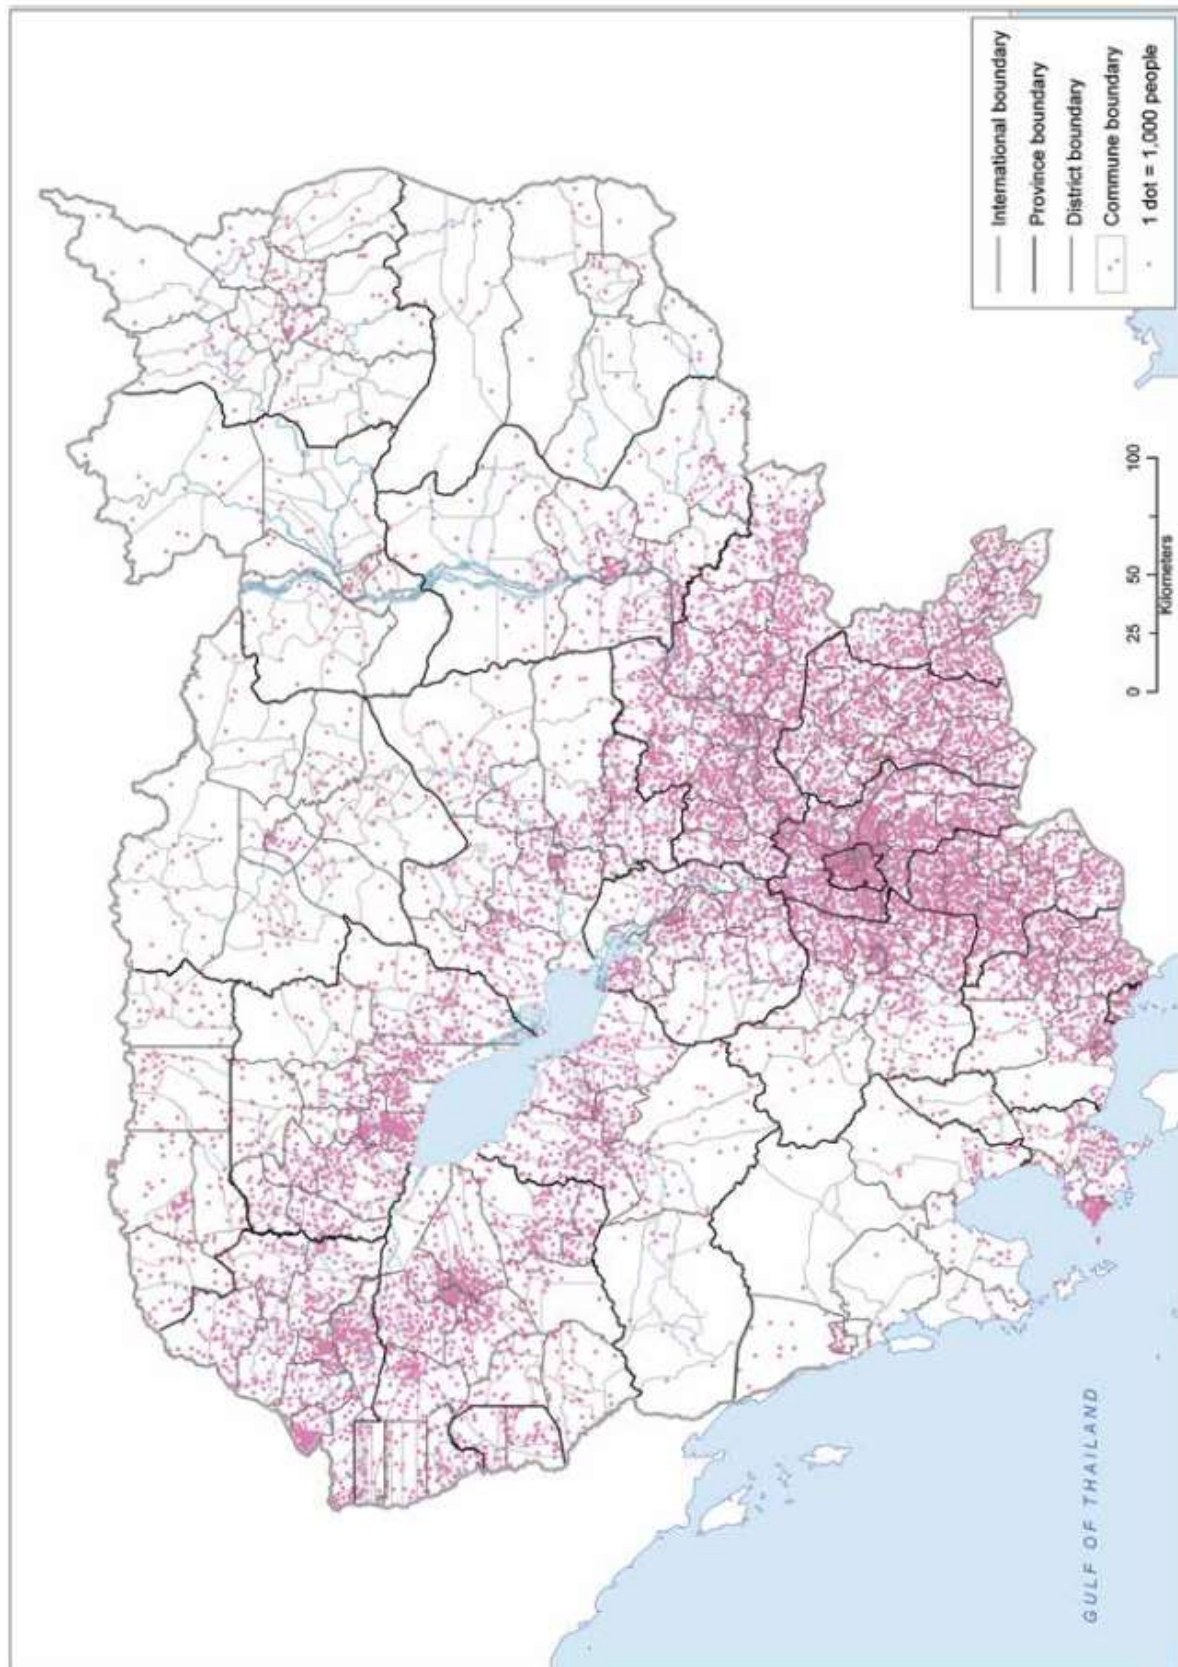 International boundary
Province boundary
District boundary
Commune boundary
1 dot = 1,000 people
0 25 50 100
Kilometers
GULF OF THAILAND